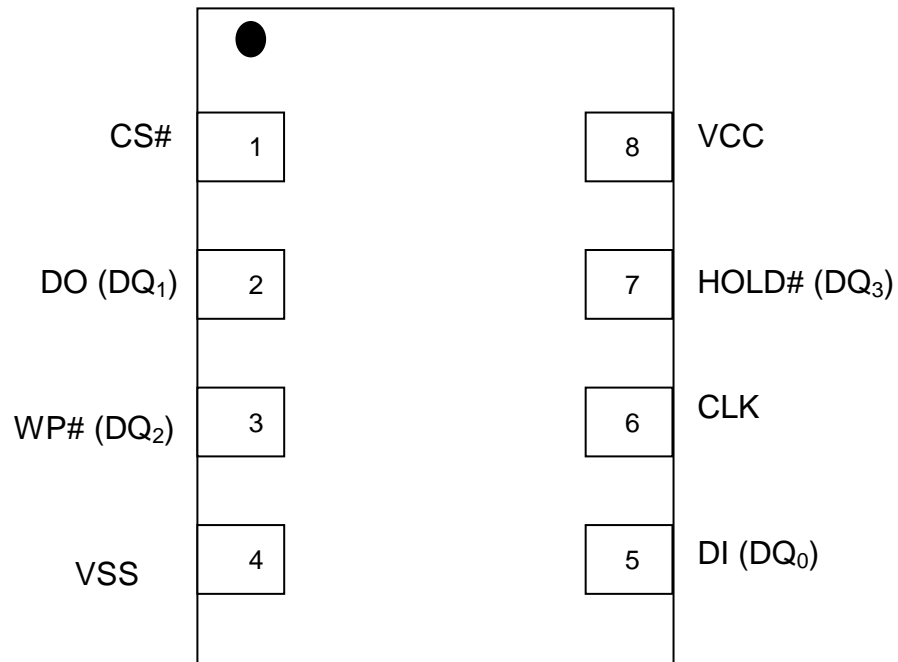 CS# 1 8 VCC
DO (DQ₁) 2 7 HOLD# (DQ₃)
WP# (DQ₂) 3 6 CLK
VSS 4 5 DI (DQ₀)